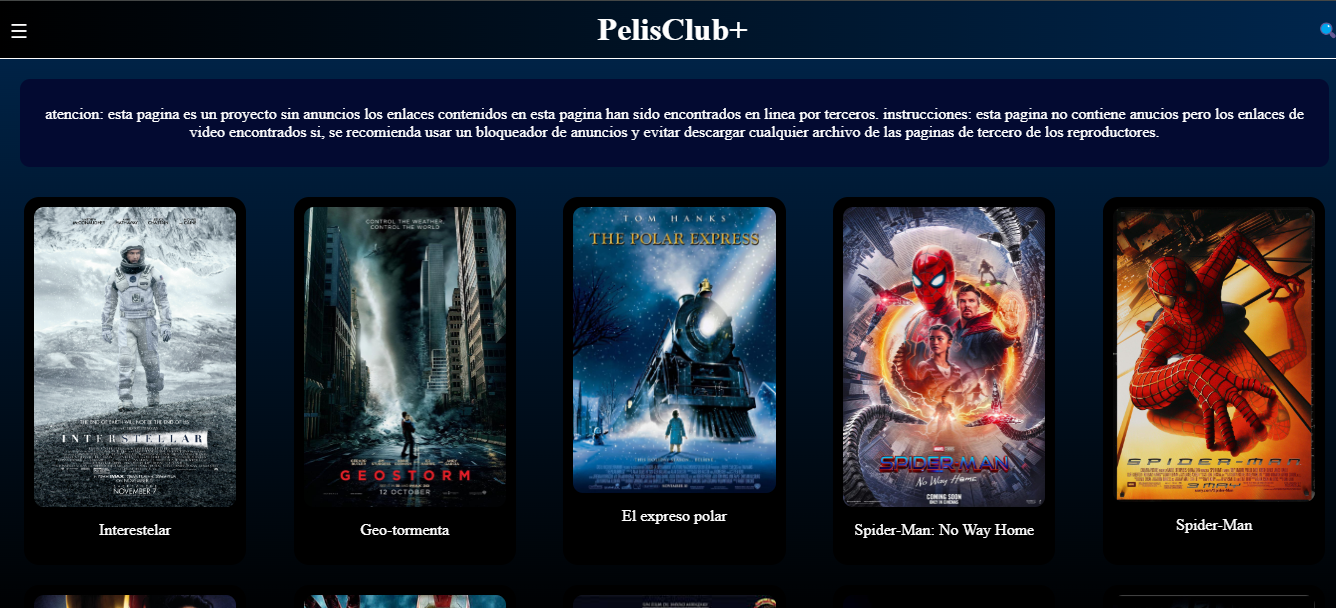 ☰
PelisClub+
atencion: esta pagina es un proyecto sin anuncios los enlaces contenidos en esta pagina han sido encontrados en linea por terceros. instrucciones: esta pagina no contiene anucios pero los enlaces de
video encontrados si, se recomienda usar un bloqueador de anuncios y evitar descargar cualquier archivo de las paginas de tercero de los reproductores.
THE END OF EARTH WILL NOT BE THE END OF US
INTERSTELLAR
NOVEMBER 7
CONTROL THE WEATHER,
CONTROL THE WORLD
GEOSTORM
12 OCTOBER
TOM HANKS
THE POLAR EXPRESS
SPIDER-MAN
No Way Home
COMING SOON
SPIDER-MAN
3 MAY
Interestelar
Geo-tormenta
El expreso polar
Spider-Man: No Way Home
Spider-Man